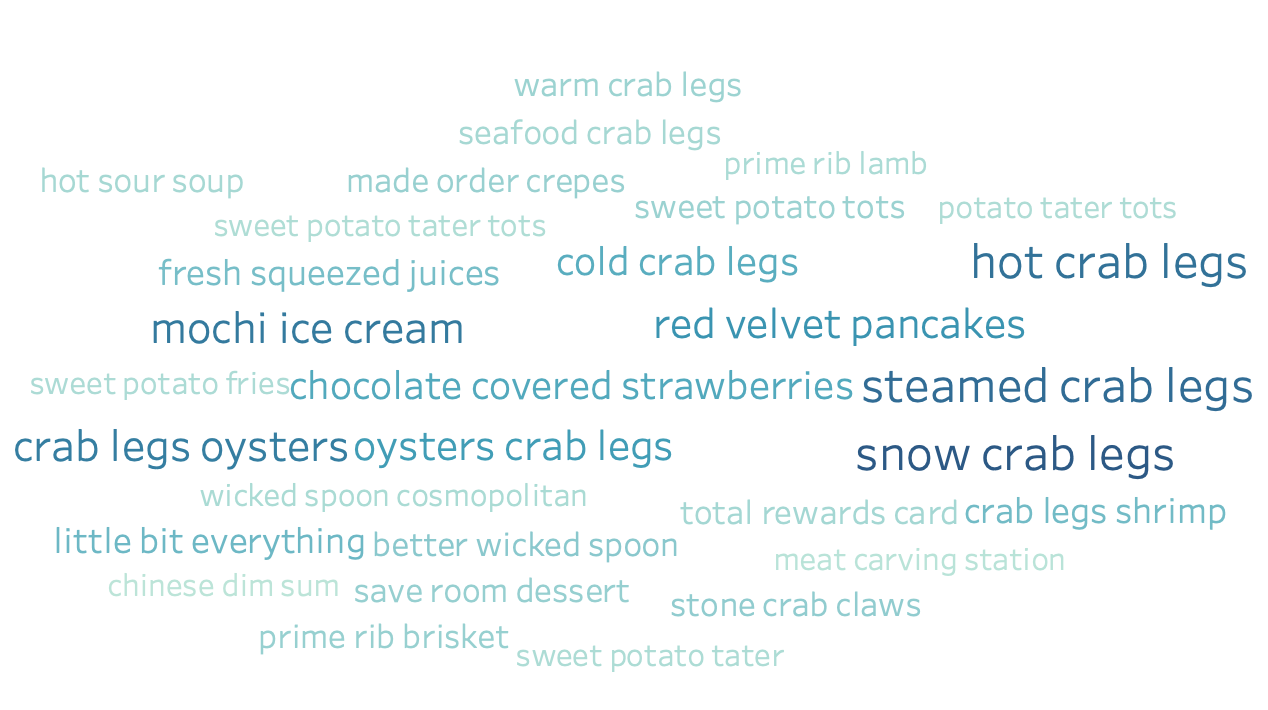 warm crab legs
seafood crab legs
prime rib lamb
hot sour soup
made order crepes
sweet potato tots
potato tater tots
sweet potato tater tots
cold crab legs
hot crab legs
fresh squeezed juices
mochi ice cream
red velvet pancakes
sweet potato fries
chocolate covered strawberries
steamed crab legs
crab legs oysters
oysters crab legs
snow crab legs
wicked spoon cosmopolitan
total rewards card
crab legs shrimp
little bit everything
better wicked spoon
meat carving station
chinese dim sum
save room dessert
stone crab claws
prime rib brisket
sweet potato tater